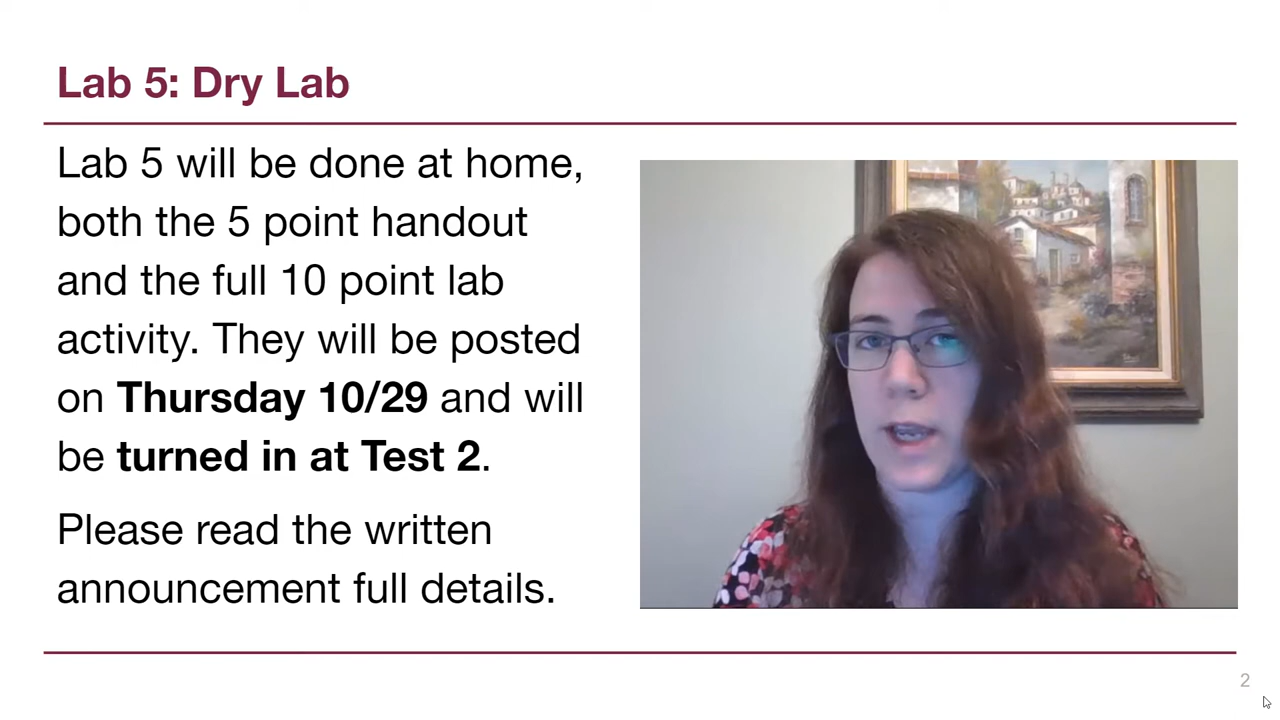 Lab 5: Dry Lab
Lab 5 will be done at home,
both the 5 point handout
and the full 10 point lab
activity. They will be posted
on Thursday 10/29 and will
be turned in at Test 2.
Please read the written
announcement full details.
2